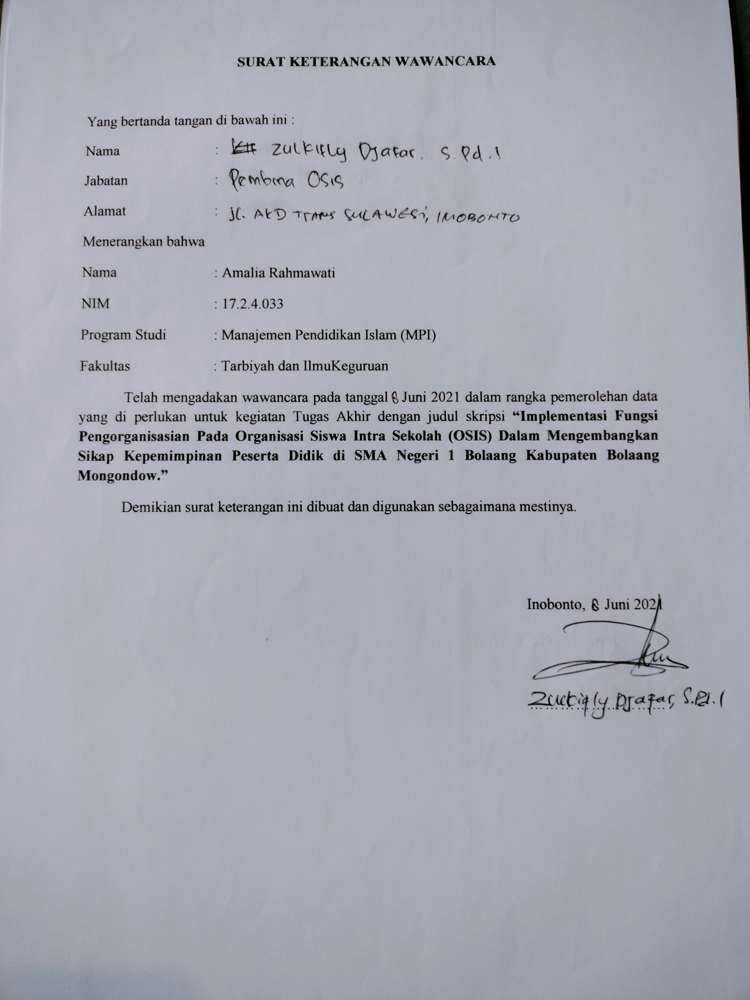 SURAT KETERANGAN WAWANCARA
Yang bertanda tangan di bawah ini :
Nama : Zulkifly Djafar, S.Pd.I
Jabatan : Pembina OSIS
Alamat : Jl. AKD TRANS SULAWESI, INOBONTO
Menerangkan bahwa
Nama : Amalia Rahmawati
NIM : 17.2.4.033
Program Studi : Manajemen Pendidikan Islam (MPI)
Fakultas : Tarbiyah dan IlmuKeguruan
Telah mengadakan wawancara pada tanggal 8 Juni 2021 dalam rangka pemerolehan data
yang di perlukan untuk kegiatan Tugas Akhir dengan judul skripsi “Implementasi Fungsi
Pengorganisasian Pada Organisasi Siswa Intra Sekolah (OSIS) Dalam Mengembangkan
Sikap Kepemimpinan Peserta Didik di SMA Negeri 1 Bolaang Kabupaten Bolaang
Mongondow.”
Demikian surat keterangan ini dibuat dan digunakan sebagaimana mestinya.
Inobonto, 8 Juni 2021
Zulkifly Djafar, S.Pd.I